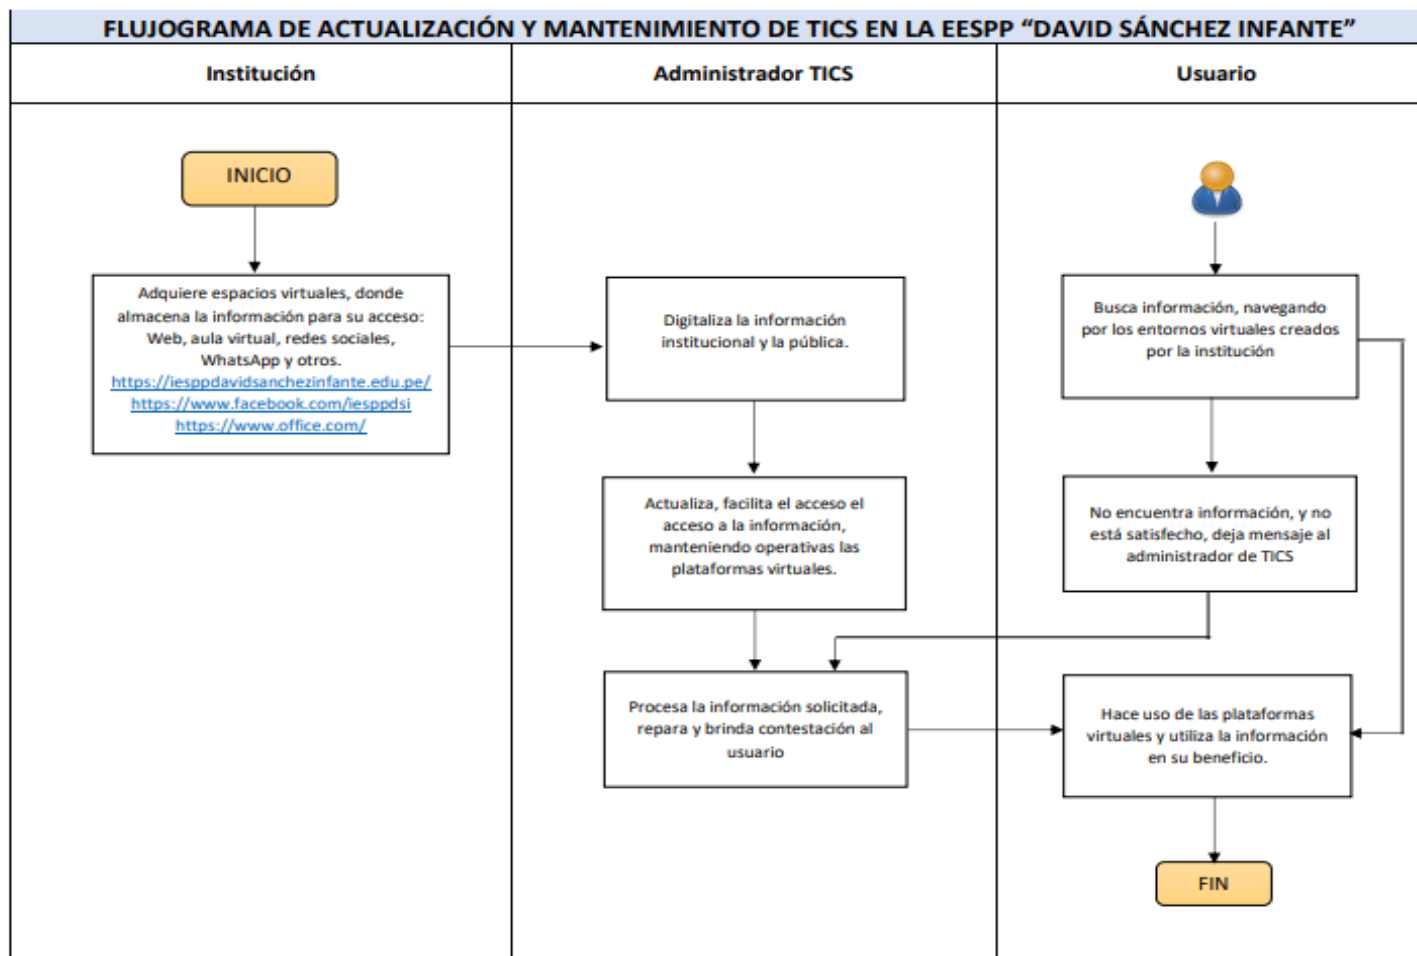 FLUJOGRAMA DE ACTUALIZACIÓN Y MANTENIMIENTO DE TICS EN LA EESPP “DAVID SÁNCHEZ INFANTE”
Institución
Administrador TICS
Usuario
INICIO
Adquiere espacios virtuales, donde
almacena la información para su acceso:
Web, aula virtual, redes sociales,
WhatsApp y otros.
https://iesppdavidsanchezinfante.edu.pe/
https://www.facebook.com/iesppdsi
https://www.office.com/
Digitaliza la información
institucional y la pública.
Actualiza, facilita el acceso el
acceso a la información,
manteniendo operativas las
plataformas virtuales.
Procesa la información solicitada,
repara y brinda contestación al
usuario
Busca información, navegando
por los entornos virtuales creados
por la institución
No encuentra información, y no
está satisfecho, deja mensaje al
administrador de TICS
Hace uso de las plataformas
virtuales y utiliza la información
en su beneficio.
FIN